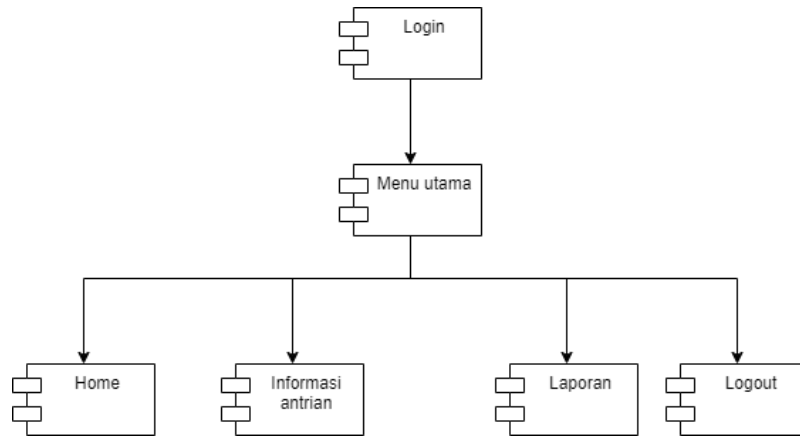 Login
Menu utama
Home
Informasi
antrian
Laporan
Logout